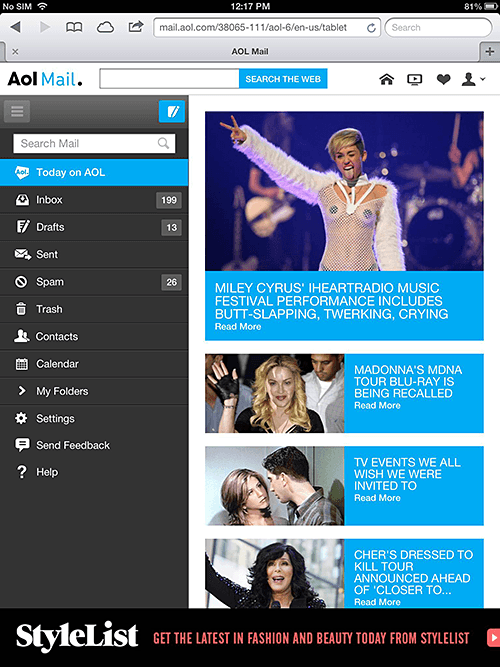 No SIM 12:17 PM 81%
mail.aol.com/38065-111/aol-6/en-us/tablet
Search
AOL Mail
Aol Mail.
SEARCH THE WEB
Search Mail
Aol Today on AOL
Inbox 199
Drafts 13
Sent
Spam 26
Trash
Contacts
Calendar
My Folders
Settings
Send Feedback
Help
MILEY CYRUS' IHEARTRADIO MUSIC
FESTIVAL PERFORMANCE INCLUDES
BUTT-SLAPPING, TWERKING, CRYING
Read More
MADONNA'S MDNA
TOUR BLU-RAY IS
BEING RECALLED
Read More
TV EVENTS WE ALL
WISH WE WERE
INVITED TO
Read More
CHER'S DRESSED TO
KILL TOUR
ANNOUNCED AHEAD
OF 'CLOSER TO...
Read More
StyleList GET THE LATEST IN FASHION AND BEAUTY TODAY FROM STYLELIST